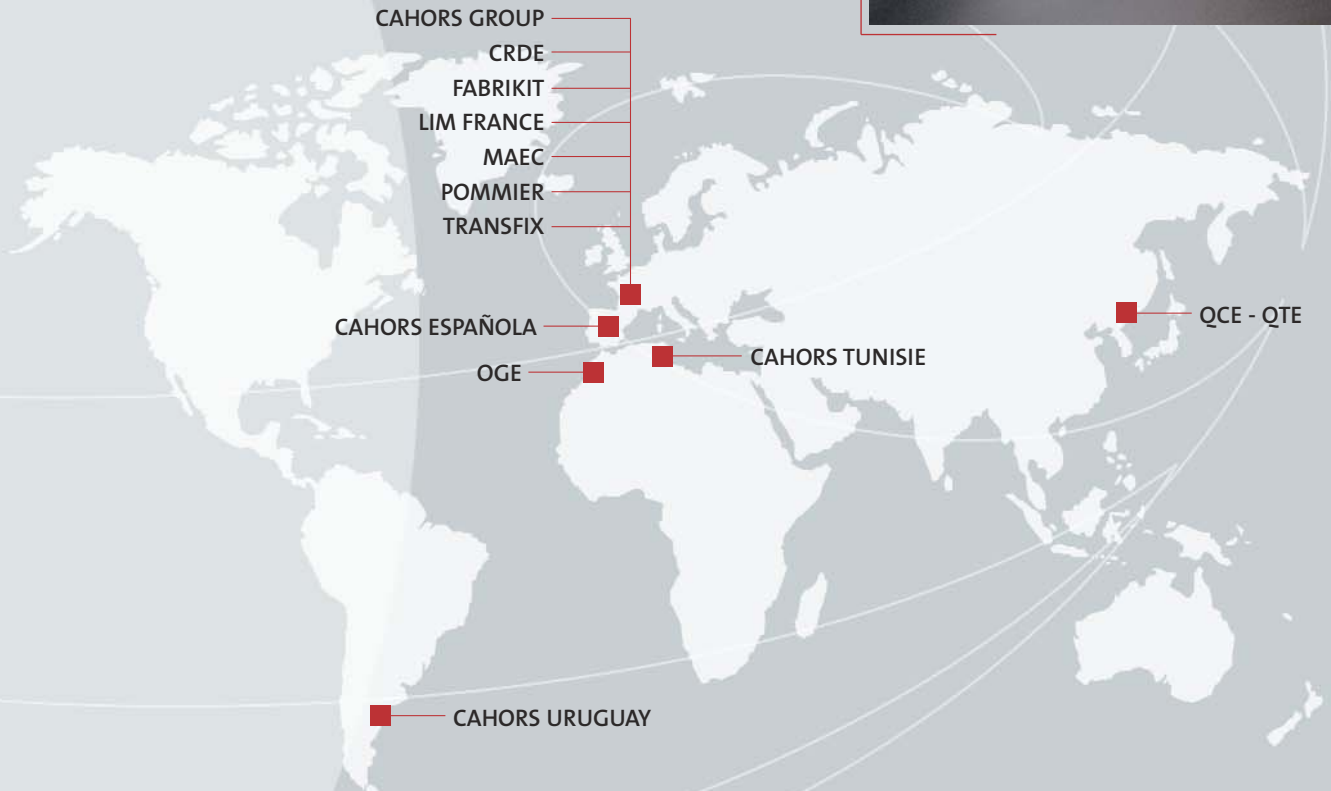 CAHORS GROUP
CRDE
FABRIKIT
LIM FRANCE
MAEC
POMMIER
TRANSFIX
CAHORS ESPAÑOLA
QCE - QTE
CAHORS TUNISIE
OGE
CAHORS URUGUAY